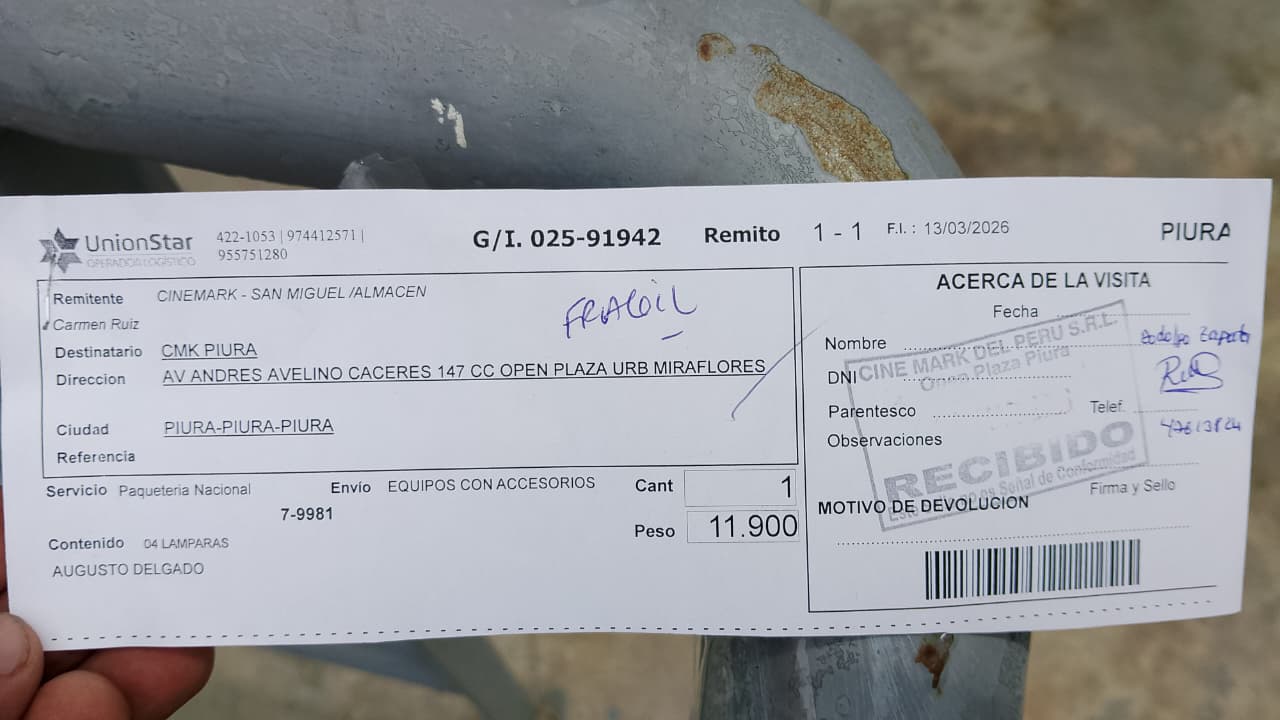 UnionStar
OPERADOR LOGÍSTICO
422-1053 | 974412571 |
955751280
G/I. 025-91942
Remito 1 - 1
F.I. : 13/03/2026
PIURA
Remitente CINEMARK - SAN MIGUEL /ALMACEN
Carmen Ruiz
FRAGIL
Destinatario CMK PIURA
Direccion AV ANDRES AVELINO CACERES 147 CC OPEN PLAZA URB MIRAFLORES
Ciudad PIURA-PIURA-PIURA
Referencia
Servicio Paqueteria Nacional Envío EQUIPOS CON ACCESORIOS Cant 1
7-9981
Peso 11.900
Contenido 04 LAMPARAS
AUGUSTO DELGADO
ACERCA DE LA VISITA
Fecha
Nombre
DNI
Parentesco Telef.
Observaciones
Firma y Sello
MOTIVO DE DEVOLUCION
CINE MARK DEL PERU S.R.L.
Open Plaza Piura
RECIBIDO
Señal de Conformidad